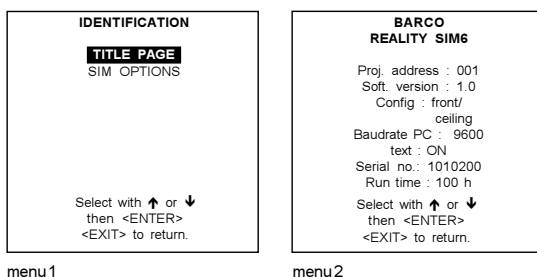 IDENTIFICATION
TITLE PAGE
SIM OPTIONS
Select with ↑ or ↓
then <ENTER>
<EXIT> to return.
menu1
BARCO
REALITY SIM6
Proj. address : 001
Soft. version : 1.0
Config : front/
ceiling
Baudrate PC : 9600
text : ON
Serial no.: 1010200
Run time : 100 h
Select with ↑ or ↓
then <ENTER>
<EXIT> to return.
menu2